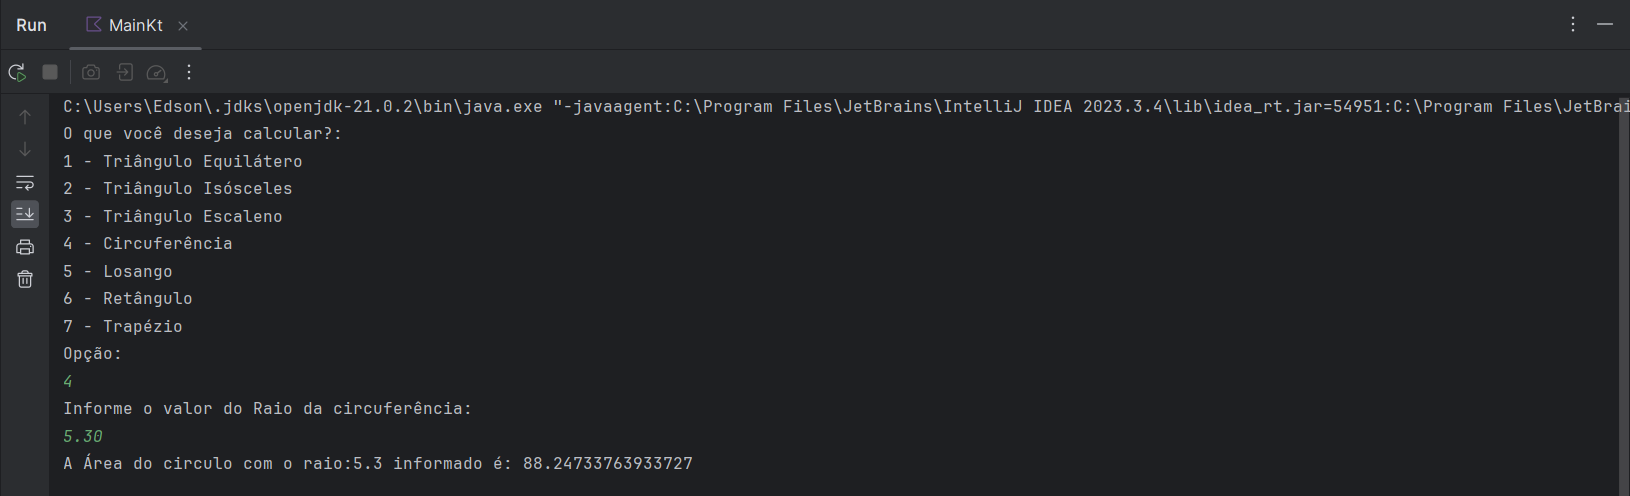 Run MainKt
C:\Users\Edson\.jdks\openjdk-21.0.2\bin\java.exe "-javaagent:C:\Program Files\JetBrains\IntelliJ IDEA 2023.3.4\lib\idea_rt.jar=54951:C:\Program Files\JetBrai
O que você deseja calcular?:
1 - Triângulo Equilátero
2 - Triângulo Isósceles
3 - Triângulo Escaleno
4 - Circuferência
5 - Losango
6 - Retângulo
7 - Trapézio
Opção:
4
Informe o valor do Raio da circuferência:
5.30
A Área do circulo com o raio:5.3 informado é: 88.24733763933727